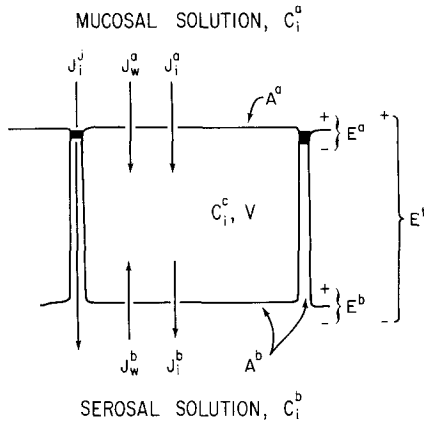 MUCOSAL SOLUTION, C_i^a
J_i^j J_w^a J_i^a
A^a
+ - } E^a
+ - } E^t
C_i^c, V
+ - } E^b
J_w^b J_i^b
A^b
SEROSAL SOLUTION, C_i^b